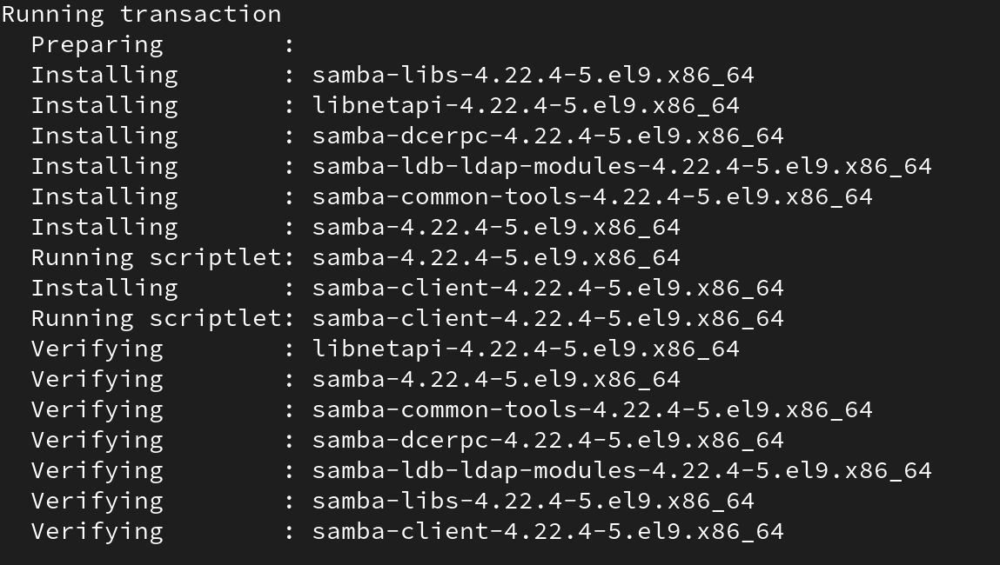 Running transaction
  Preparing        :
  Installing       : samba-libs-4.22.4-5.el9.x86_64
  Installing       : libnetapi-4.22.4-5.el9.x86_64
  Installing       : samba-dcerpc-4.22.4-5.el9.x86_64
  Installing       : samba-ldb-ldap-modules-4.22.4-5.el9.x86_64
  Installing       : samba-common-tools-4.22.4-5.el9.x86_64
  Installing       : samba-4.22.4-5.el9.x86_64
  Running scriptlet: samba-4.22.4-5.el9.x86_64
  Installing       : samba-client-4.22.4-5.el9.x86_64
  Running scriptlet: samba-client-4.22.4-5.el9.x86_64
  Verifying        : libnetapi-4.22.4-5.el9.x86_64
  Verifying        : samba-4.22.4-5.el9.x86_64
  Verifying        : samba-common-tools-4.22.4-5.el9.x86_64
  Verifying        : samba-dcerpc-4.22.4-5.el9.x86_64
  Verifying        : samba-ldb-ldap-modules-4.22.4-5.el9.x86_64
  Verifying        : samba-libs-4.22.4-5.el9.x86_64
  Verifying        : samba-client-4.22.4-5.el9.x86_64